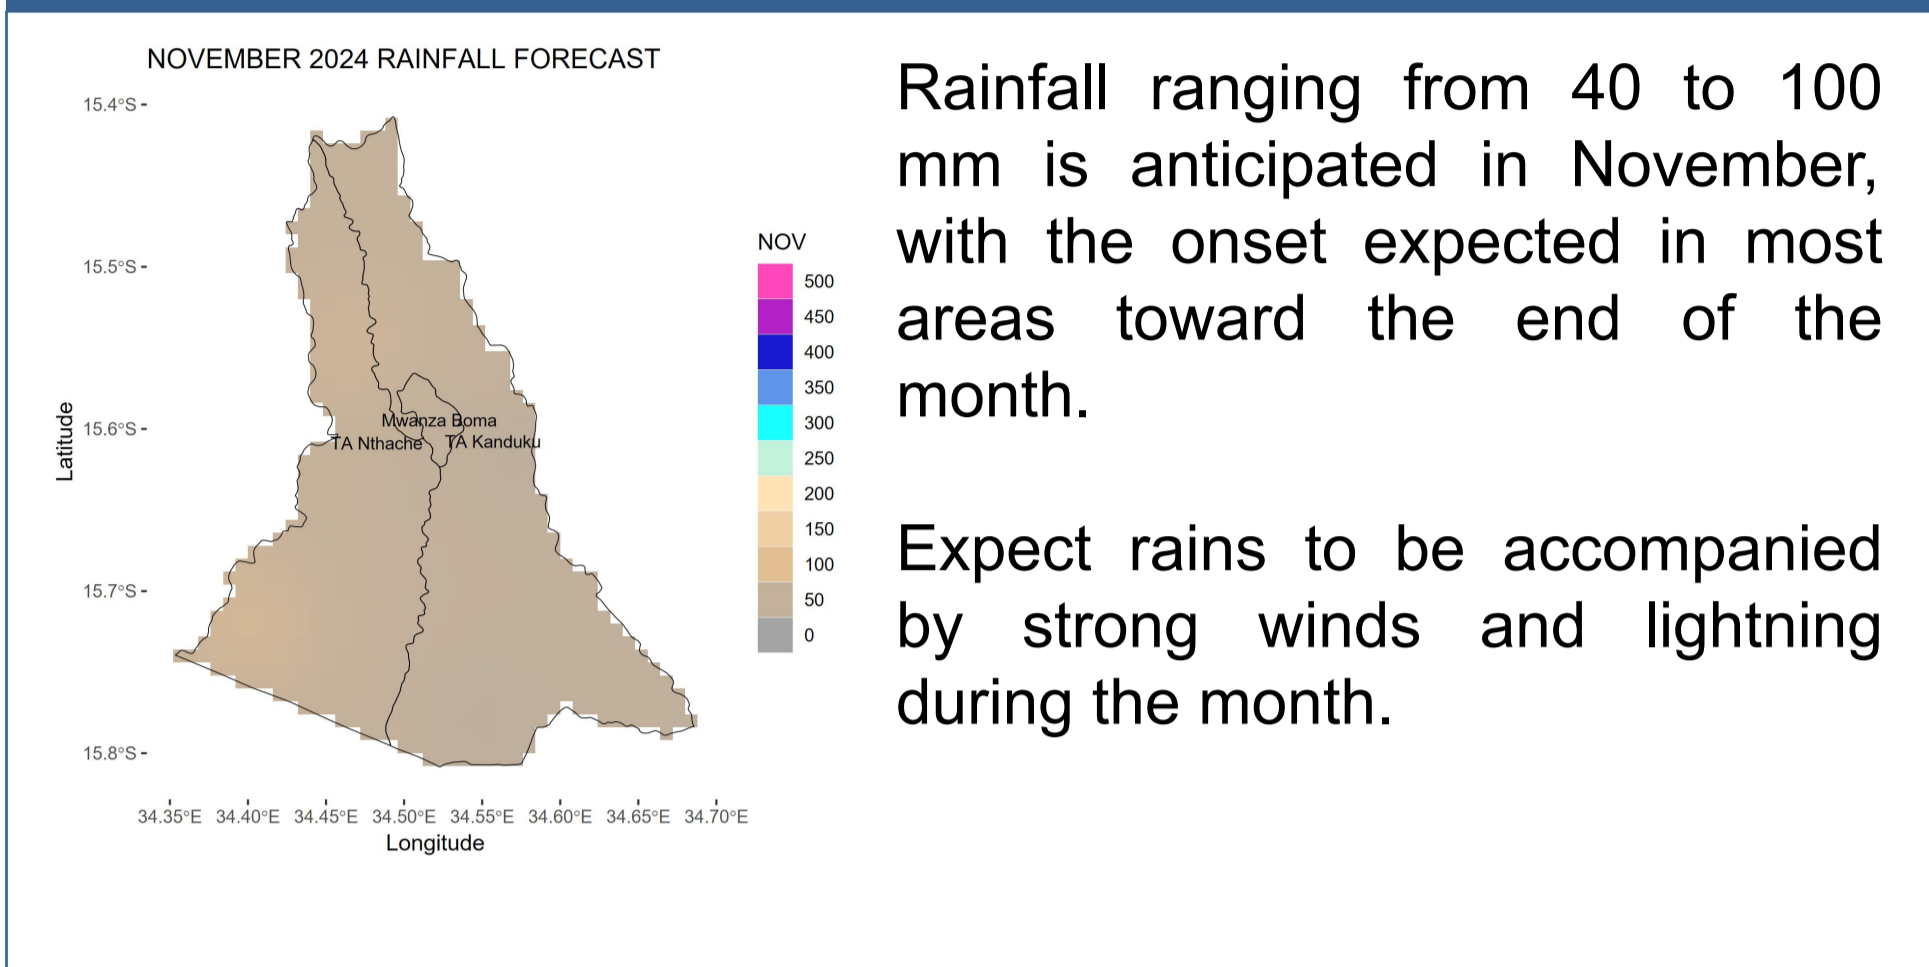 NOVEMBER 2024 RAINFALL FORECAST
15.4°S
15.5°S
15.6°S
15.7°S
15.8°S
Latitude
Mwanza Boma
TA Nthache
TA Kanduku
34.35°E 34.40°E 34.45°E 34.50°E 34.55°E 34.60°E 34.65°E 34.70°E
Longitude
NOV
500
450
400
350
300
250
200
150
100
50
0
Rainfall ranging from 40 to 100
mm is anticipated in November,
with the onset expected in most
areas toward the end of the
month.
Expect rains to be accompanied
by strong winds and lightning
during the month.